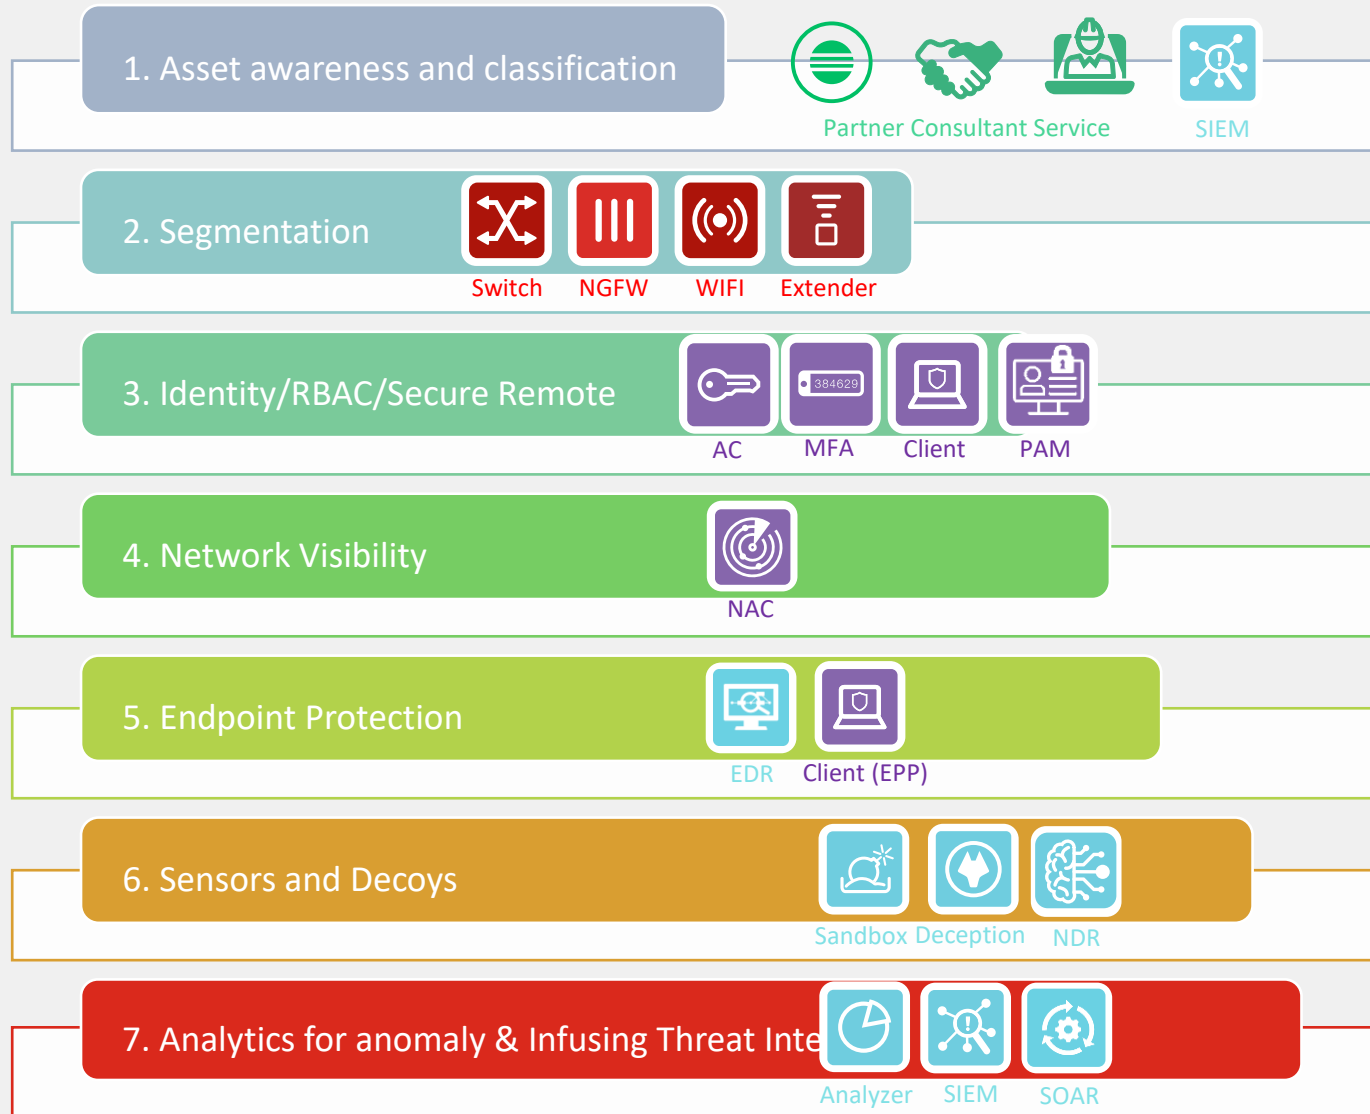 1. Asset awareness and classification
Partner Consultant Service
SIEM
2. Segmentation
Switch
NGFW
WIFI
Extender
3. Identity/RBAC/Secure Remote
384629
AC
MFA
Client
PAM
4. Network Visibility
NAC
5. Endpoint Protection
EDR
Client (EPP)
6. Sensors and Decoys
Sandbox
Deception
NDR
7. Analytics for anomaly & Infusing Threat Inte
Analyzer
SIEM
SOAR